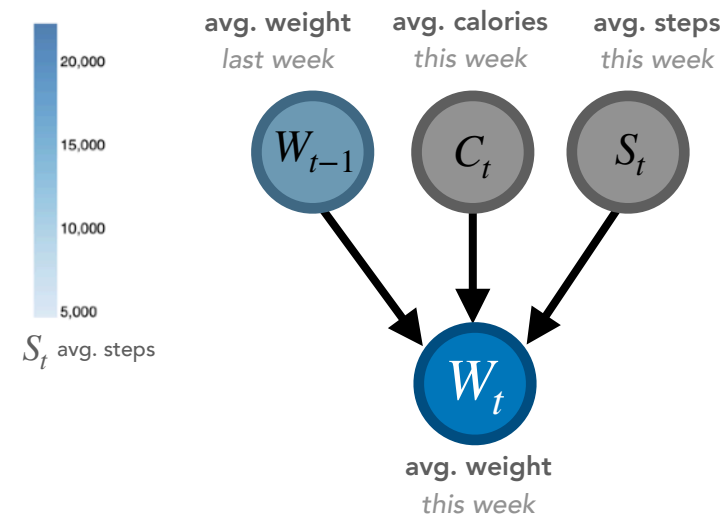 avg. weight
last week
avg. calories
this week
avg. steps
this week
20,000
15,000
10,000
5,000
S_t avg. steps
W_{t−1}
C_t
S_t
W_t
avg. weight
this week